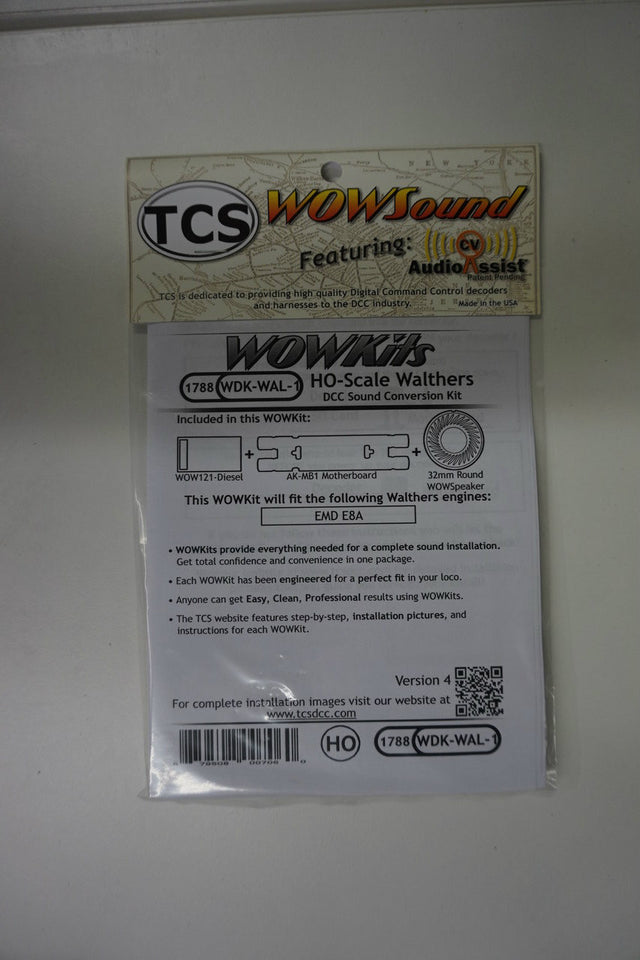 NEW YORK
TCS
WOWSound
Featuring:
CV
AudioAssist
Patent Pending
TCS is dedicated to providing high quality Digital Command Control decoders
and harnesses to the DCC industry.
Made in the USA
WOWKits
1788 WDK-WAL-1
HO-Scale Walthers
DCC Sound Conversion Kit
Included in this WOWKit:
+
+
WOW121-Diesel
AK-MB1 Motherboard
32mm Round
WOWSpeaker
This WOWKit will fit the following Walthers engines:
EMD E8A
• WOWKits provide everything needed for a complete sound installation.
Get total confidence and convenience in one package.
• Each WOWKit has been engineered for a perfect fit in your loco.
• Anyone can get Easy, Clean, Professional results using WOWKits.
• The TCS website features step-by-step, installation pictures, and
instructions for each WOWKit.
Version 4
For complete installation images visit our website at
www.tcsdcc.com
HO
1788 WDK-WAL-1